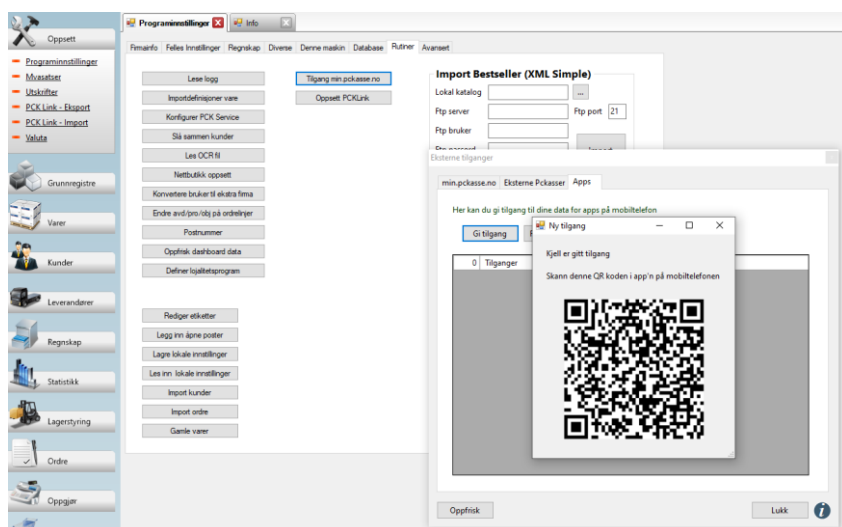 Oppsett
Programinnstillinger
Mvasatser
Utskrifter
PCK Link - Eksport
PCK Link - Import
Valuta
Grunnregistre
Varer
Kunder
Leverandører
Regnskap
Statistikk
Lagerstyring
Ordre
Oppgjør
Programinnstillinger
Info
Firmainfo Felles Innstillinger Regnskap Diverse Denne maskin Database Rutiner Avansert
Lese logg
Importdefinisjoner vare
Konfigurer PCK Service
Slå sammen kunder
Les OCR fil
Nettbutikk oppsett
Konvertere bruker til ekstra firma
Endre avd/pro/obj på ordrelinjer
Postnummer
Oppfrisk dashboard data
Definer lojalitetsprogram
Rediger etiketter
Legg inn åpne poster
Lagre lokale innstillinger
Les inn lokale innstillinger
Import kunder
Import ordre
Gamle varer
Tilgang min.pckasse.no
Oppsett PCKLink
Import Bestseller (XML Simple)
Lokal katalog ...
Ftp server Ftp port 21
Ftp bruker
Ftp passord Import
Eksterne tilganger
min.pckasse.no Eksterne Pckasser Apps
Her kan du gi tilgang til dine data for apps på mobiltelefon
Gi tilgang
0 Tilganger
Ny tilgang
Kjell er gitt tilgang
Skann denne QR koden i app'n på mobiltelefonen
Oppfrisk Lukk